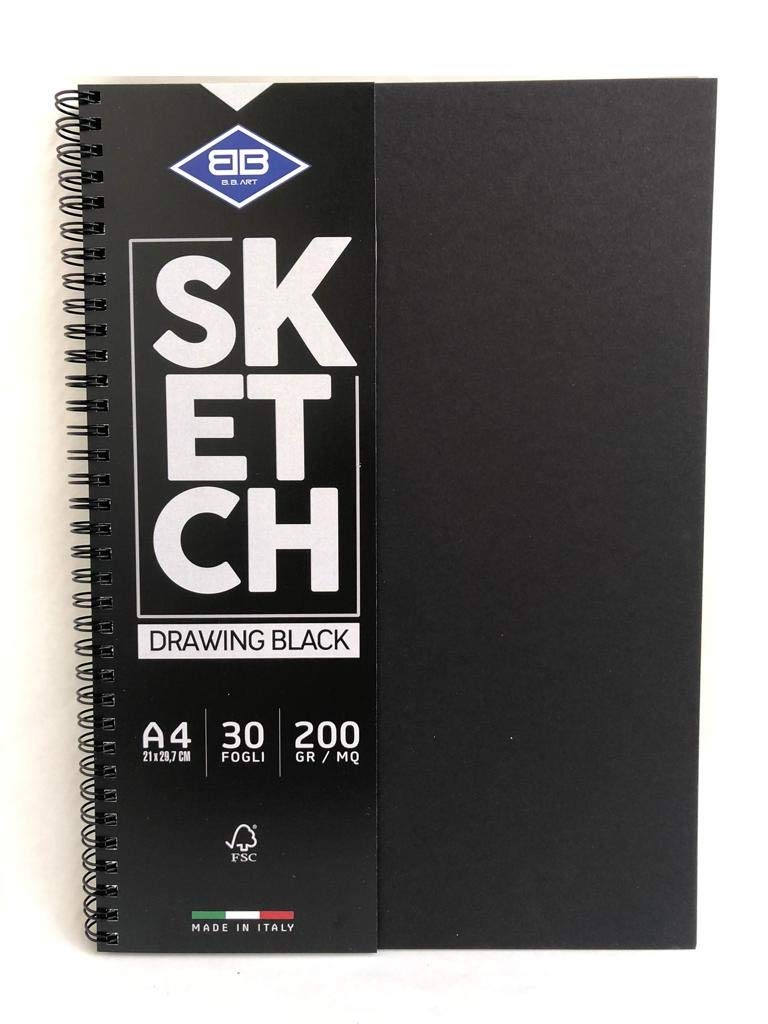 BB
B.B. ART
SK
ET
CH
DRAWING BLACK
A4
21 x 29,7 CM
30
FOGLI
200
GR / MQ
FSC
MADE IN ITALY